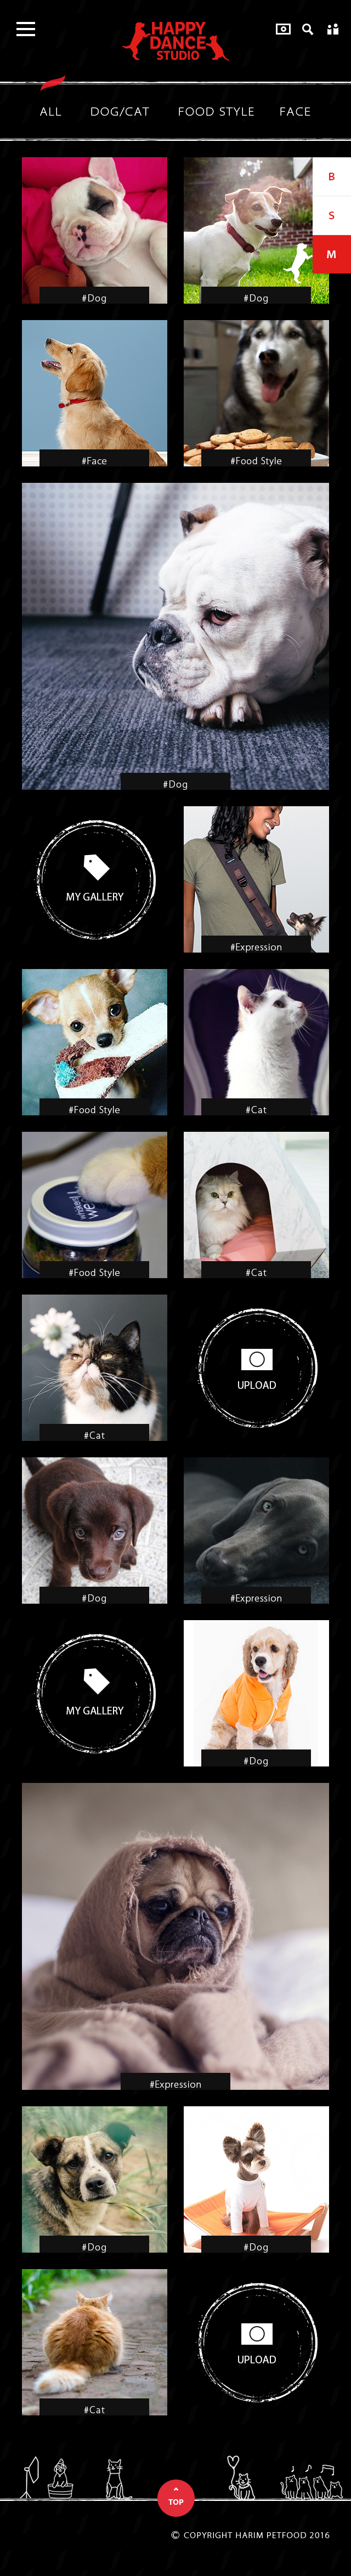 HAPPY
DANCE
STUDIO
ALL DOG/CAT FOOD STYLE FACE
B
S
M
#Dog #Dog
#Face #Food Style
#Dog
MY GALLERY
#Expression
#Food Style #Cat
#Food Style #Cat
#Cat
UPLOAD
#Dog #Expression
MY GALLERY
#Dog
#Expression
#Dog #Dog
#Cat
UPLOAD
TOP
© COPYRIGHT HARIM PETFOOD 2016